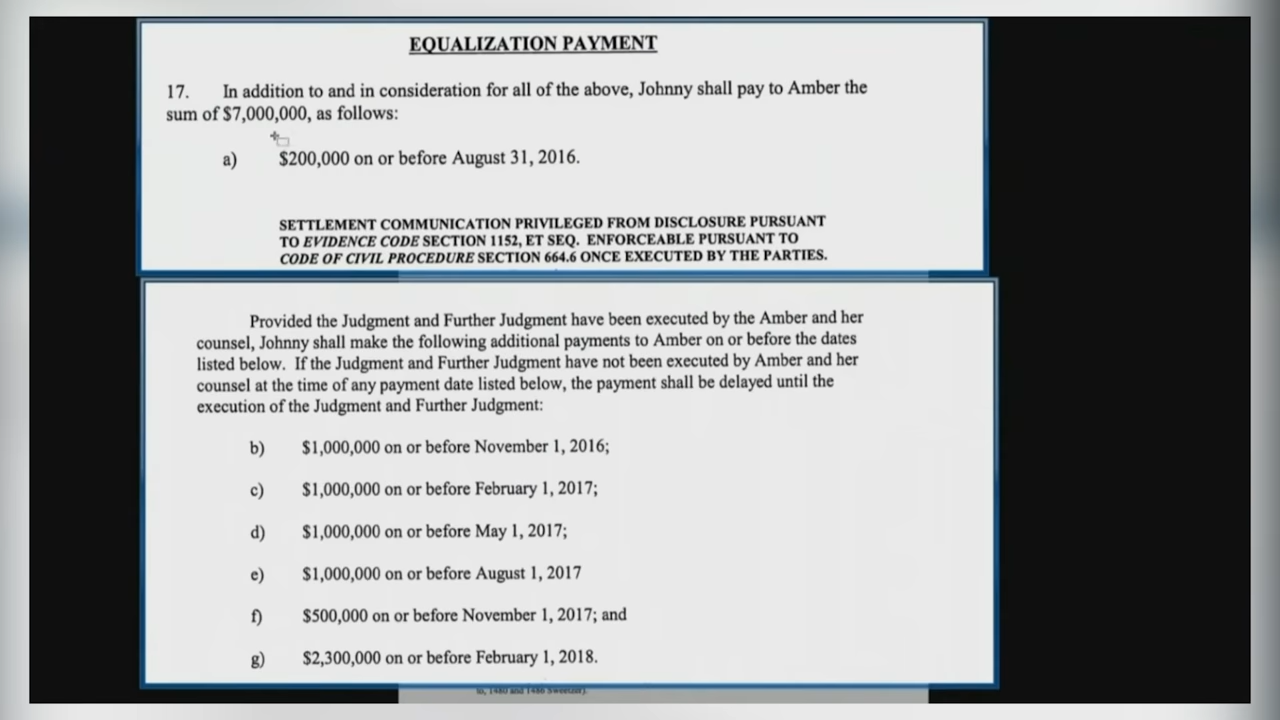 EQUALIZATION PAYMENT
17. In addition to and in consideration for all of the above, Johnny shall pay to Amber the
sum of $7,000,000, as follows:
a) $200,000 on or before August 31, 2016.
SETTLEMENT COMMUNICATION PRIVILEGED FROM DISCLOSURE PURSUANT
TO EVIDENCE CODE SECTION 1152, ET SEQ. ENFORCEABLE PURSUANT TO
CODE OF CIVIL PROCEDURE SECTION 664.6 ONCE EXECUTED BY THE PARTIES.
Provided the Judgment and Further Judgment have been executed by the Amber and her
counsel, Johnny shall make the following additional payments to Amber on or before the dates
listed below. If the Judgment and Further Judgment have not been executed by Amber and her
counsel at the time of any payment date listed below, the payment shall be delayed until the
execution of the Judgment and Further Judgment:
b) $1,000,000 on or before November 1, 2016;
c) $1,000,000 on or before February 1, 2017;
d) $1,000,000 on or before May 1, 2017;
e) $1,000,000 on or before August 1, 2017
f) $500,000 on or before November 1, 2017; and
g) $2,300,000 on or before February 1, 2018.
1480 and 1486 Sweetzer).